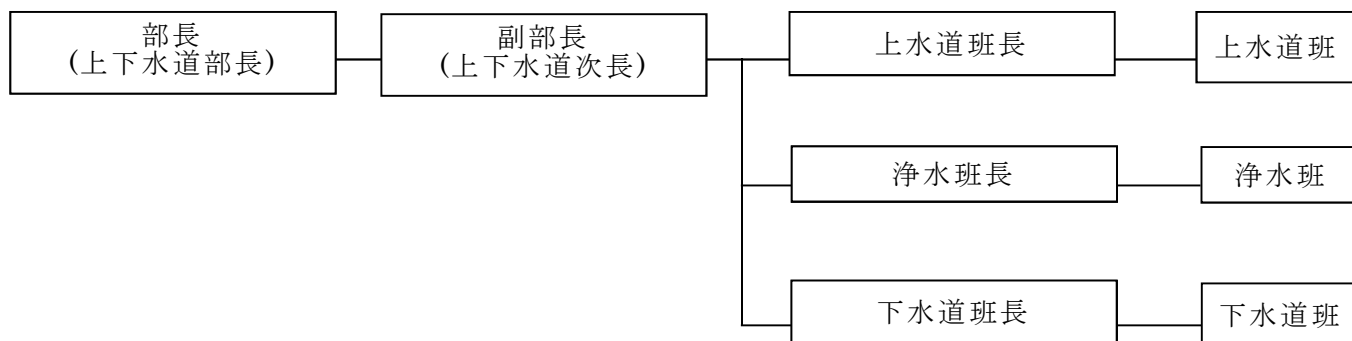 部長
(上下水道部長)
副部長
(上下水道次長)
上水道班長
上水道班
浄水班長
浄水班
下水道班長
下水道班